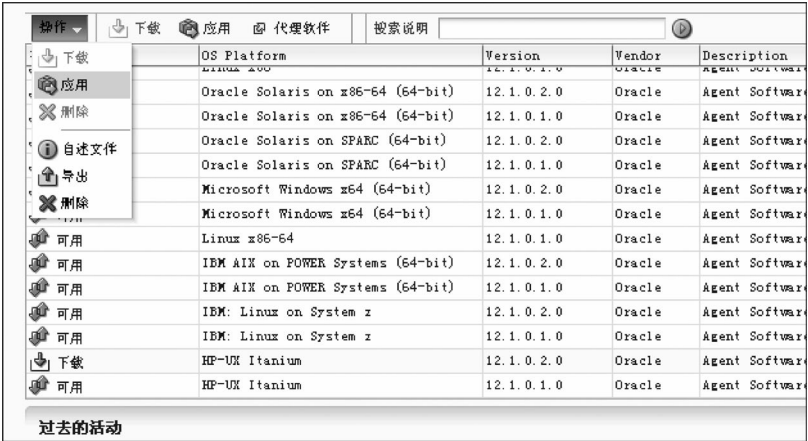 操作 下载 应用 代理软件 搜索说明
OS Platform Version Vendor Description
下载
应用 Oracle Solaris on x86-64 (64-bit) 12.1.0.2.0 Oracle Agent Software
删除 Oracle Solaris on x86-64 (64-bit) 12.1.0.1.0 Oracle Agent Software
Oracle Solaris on SPARC (64-bit) 12.1.0.2.0 Oracle Agent Software
自述文件 Oracle Solaris on SPARC (64-bit) 12.1.0.1.0 Oracle Agent Software
导出 Microsoft Windows x64 (64-bit) 12.1.0.2.0 Oracle Agent Software
删除 Microsoft Windows x64 (64-bit) 12.1.0.1.0 Oracle Agent Software
可用 Linux x86-64 12.1.0.1.0 Oracle Agent Software
可用 IBM AIX on POWER Systems (64-bit) 12.1.0.2.0 Oracle Agent Software
可用 IBM AIX on POWER Systems (64-bit) 12.1.0.1.0 Oracle Agent Software
可用 IBM: Linux on System z 12.1.0.2.0 Oracle Agent Software
可用 IBM: Linux on System z 12.1.0.1.0 Oracle Agent Software
下载 HP-UX Itanium 12.1.0.2.0 Oracle Agent Software
可用 HP-UX Itanium 12.1.0.1.0 Oracle Agent Software
过去的活动